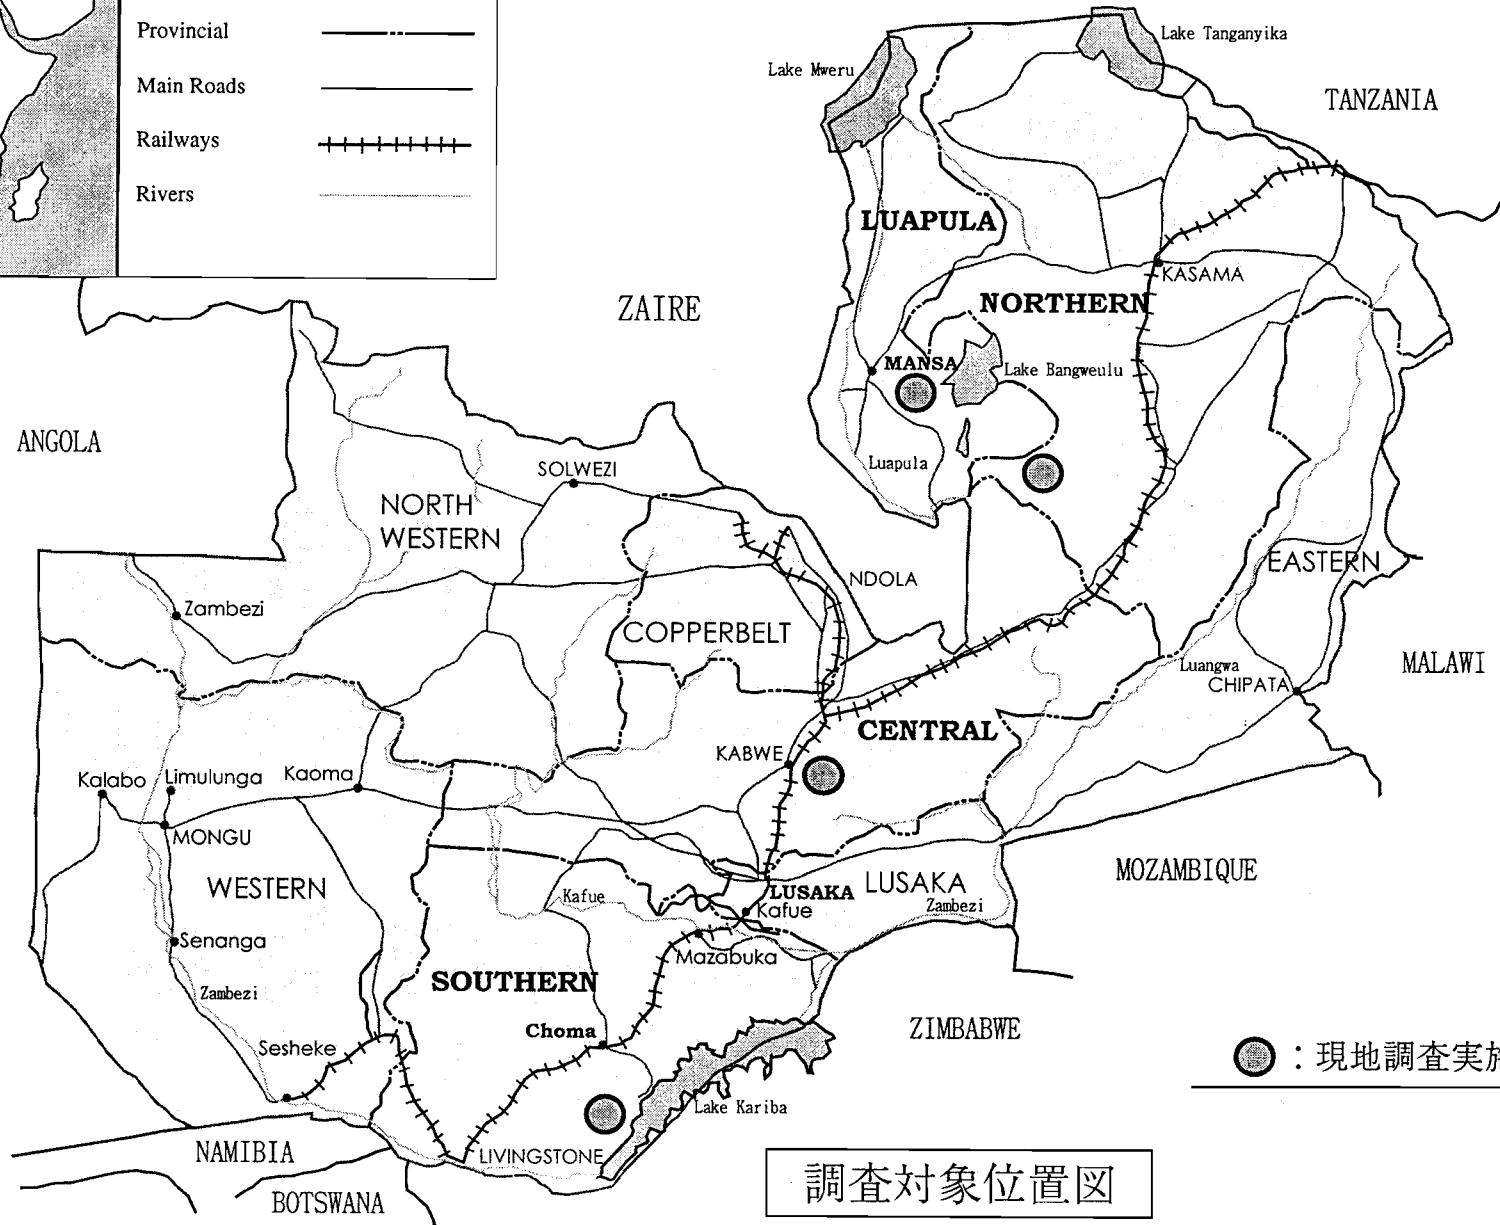 Provincial
Main Roads
Railways
Rivers
Lake Tanganyika
Lake Mweru
TANZANIA
LUAPULA
KASAMA
NORTHERN
ZAIRE
MANSA
Lake Bangweulu
ANGOLA
Luapula
SOLWEZI
NORTH
WESTERN
EASTERN
NDOLA
Zambezi
COPPERBELT
Luangwa
MALAWI
CHIPATA
CENTRAL
KABWE
Kalabo
Limulunga
Kaoma
MONGU
MOZAMBIQUE
WESTERN
LUSAKA
LUSAKA
Kafue
Zambezi
Kafue
Senanga
Mazabuka
SOUTHERN
Zambezi
Choma
ZIMBABWE
Sesheke
：現地調査実施
Lake Kariba
NAMIBIA
LIVINGSTONE
調査対象位置図
BOTSWANA